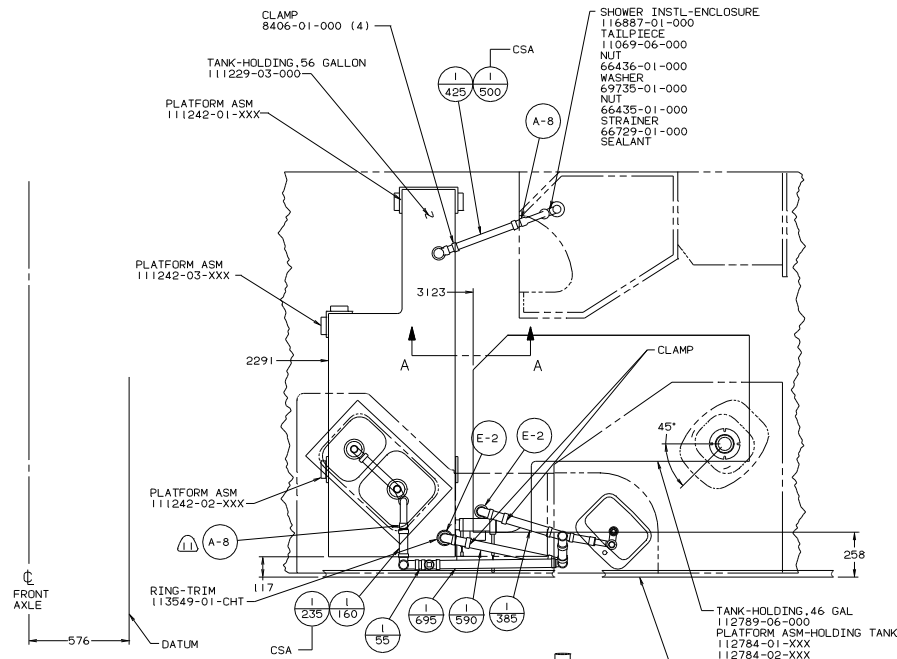 CLAMP
8406-01-000 (4)
TANK-HOLDING,56 GALLON
111229-03-000
PLATFORM ASM
111242-01-XXX
CSA
1
425
1
500
A-8
SHOWER INSTL-ENCLOSURE
116887-01-000
TAILPIECE
11069-06-000
NUT
66436-01-000
WASHER
69735-01-000
NUT
66435-01-000
STRAINER
66729-01-000
SEALANT
PLATFORM ASM
111242-03-XXX
3123
2291
A
A
CLAMP
45°
E-2
E-2
PLATFORM ASM
111242-02-XXX
11
A-8
258
117
RING-TRIM
113549-01-CHT
CL
FRONT
AXLE
576
DATUM
1
235
1
160
CSA
1
55
1
695
1
590
1
385
TANK-HOLDING,46 GAL
112789-06-000
PLATFORM ASM-HOLDING TANK
112784-01-XXX
112784-02-XXX